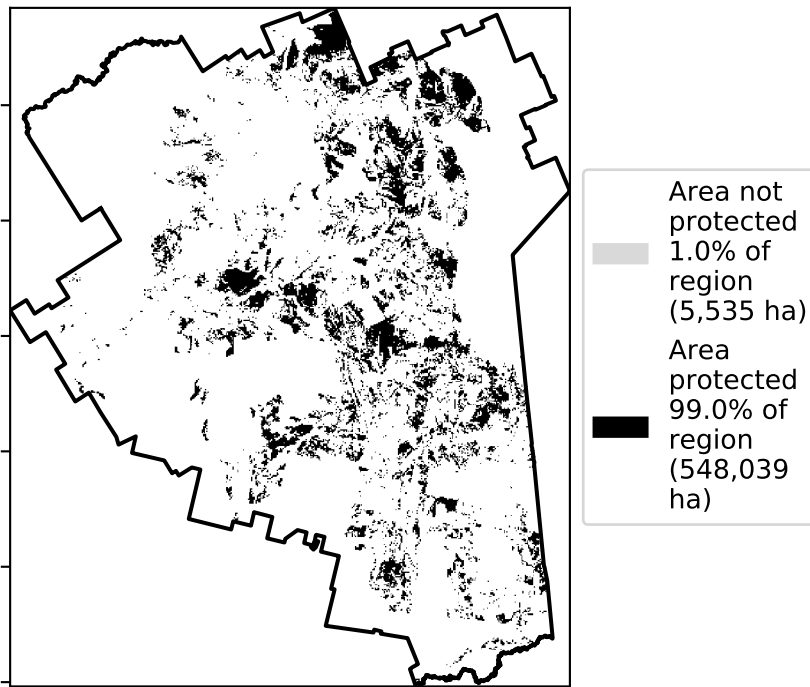 Area not
protected
1.0% of
region
(5,535 ha)
Area
protected
99.0% of
region
(548,039
ha)